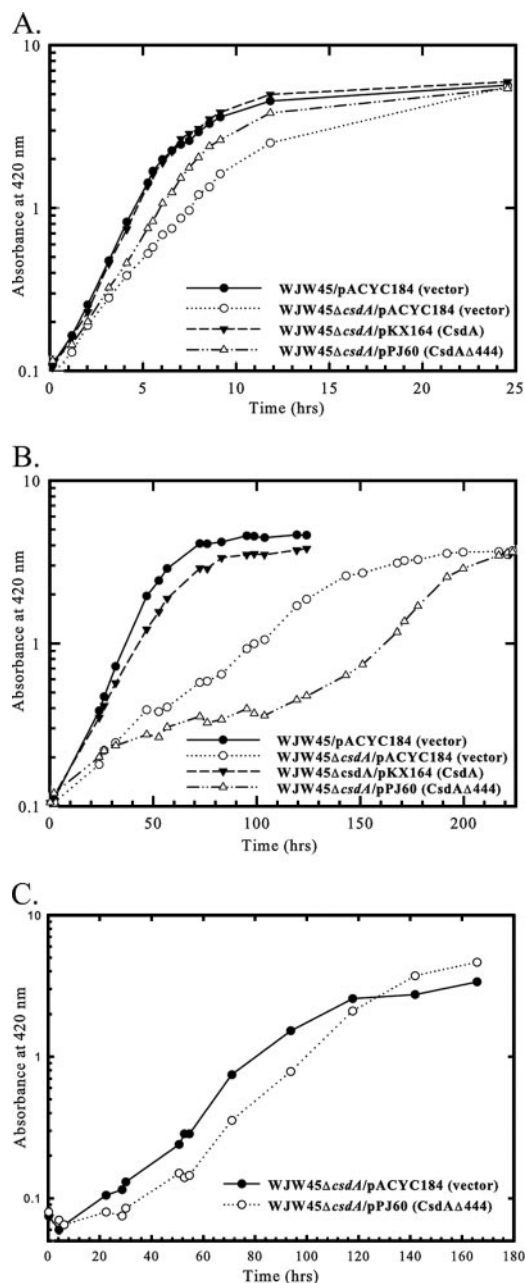 A.
10
1
0.1
Absorbance at 420 nm
WJW45/pACYC184 (vector)
WJW45ΔcsdA/pACYC184 (vector)
WJW45ΔcsdA/pKX164 (CsdA)
WJW45ΔcsdA/pPJ60 (CsdAΔ444)
0 5 10 15 20 25
Time (hrs)
B.
10
1
0.1
Absorbance at 420 nm
WJW45/pACYC184 (vector)
WJW45ΔcsdA/pACYC184 (vector)
WJW45ΔcsdA/pKX164 (CsdA)
WJW45ΔcsdA/pPJ60 (CsdAΔ444)
0 50 100 150 200
Time (hrs)
C.
10
1
0.1
Absorbance at 420 nm
WJW45ΔcsdA/pACYC184 (vector)
WJW45ΔcsdA/pPJ60 (CsdAΔ444)
0 20 40 60 80 100 120 140 160 180
Time (hrs)